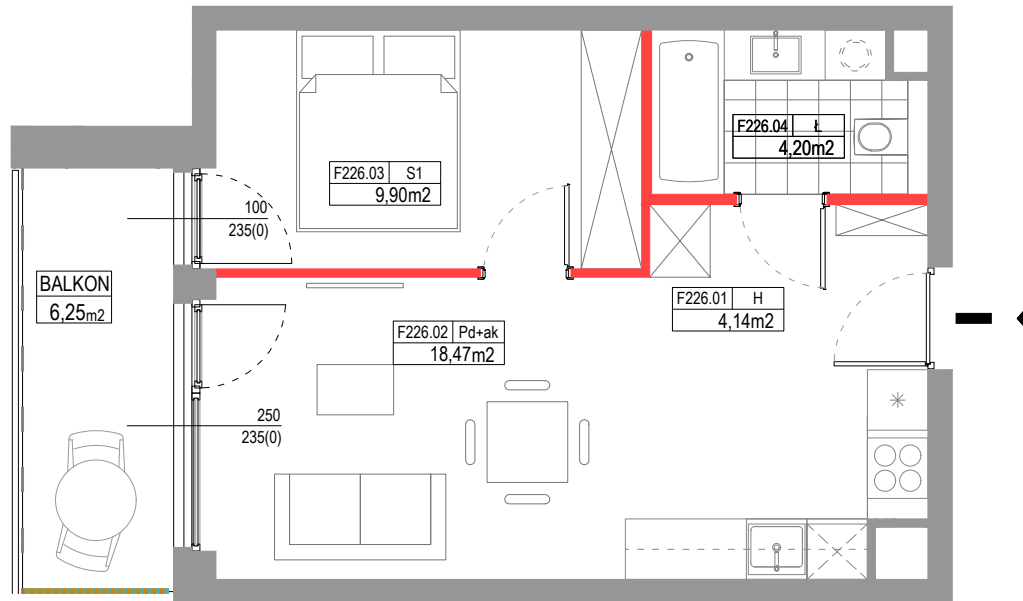 F226.04 Ł
4,20m2
F226.03 S1
9,90m2
100
235(0)
BALKON
6,25m2
F226.01 H
4,14m2
F226.02 Pd+ak
18,47m2
250
235(0)